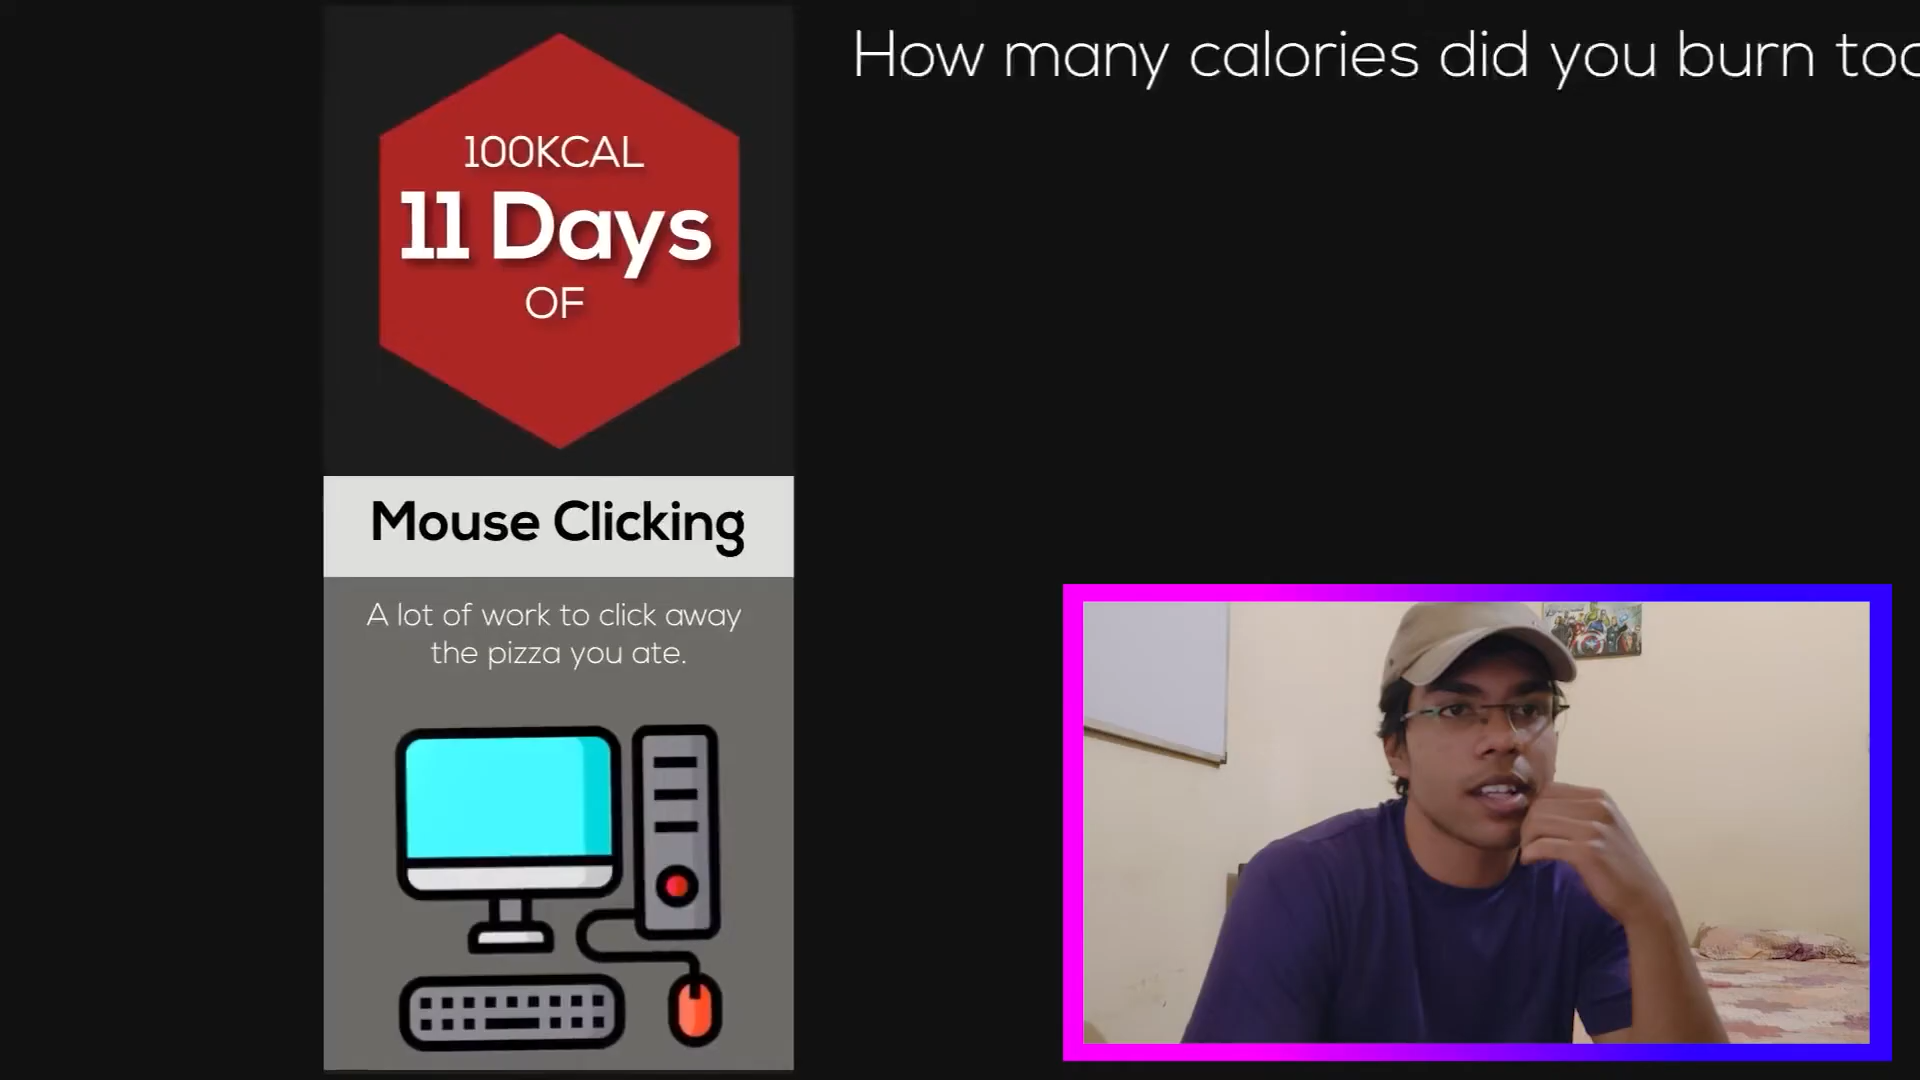 100KCAL
11 Days
OF
Mouse Clicking
A lot of work to click away
the pizza you ate.
How many calories did you burn